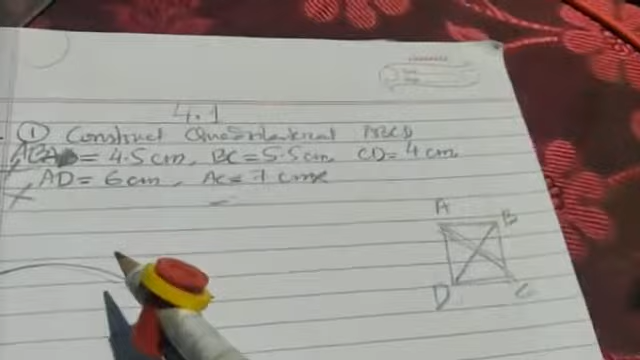 4.1
① Construct Quadrilateral ABCD
AB = 4.5 cm, BC = 5.5 cm, CD = 4 cm,
AD = 6 cm, AC = 7 cm
A B
D C